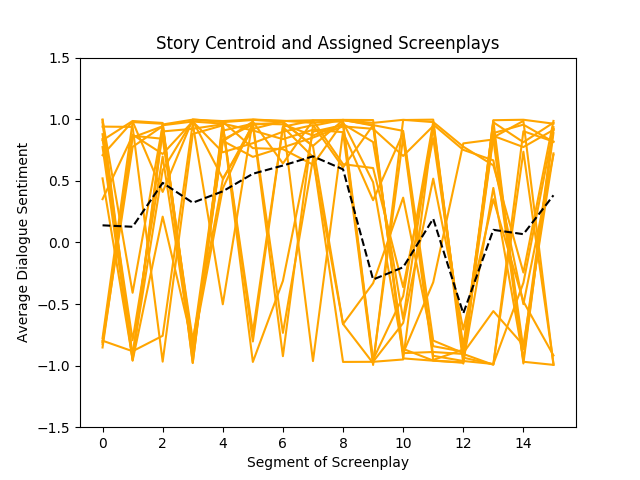 Story Centroid and Assigned Screenplays
1.5
1.0
0.5
0.0
−0.5
−1.0
−1.5
Average Dialogue Sentiment
0 2 4 6 8 10 12 14
Segment of Screenplay